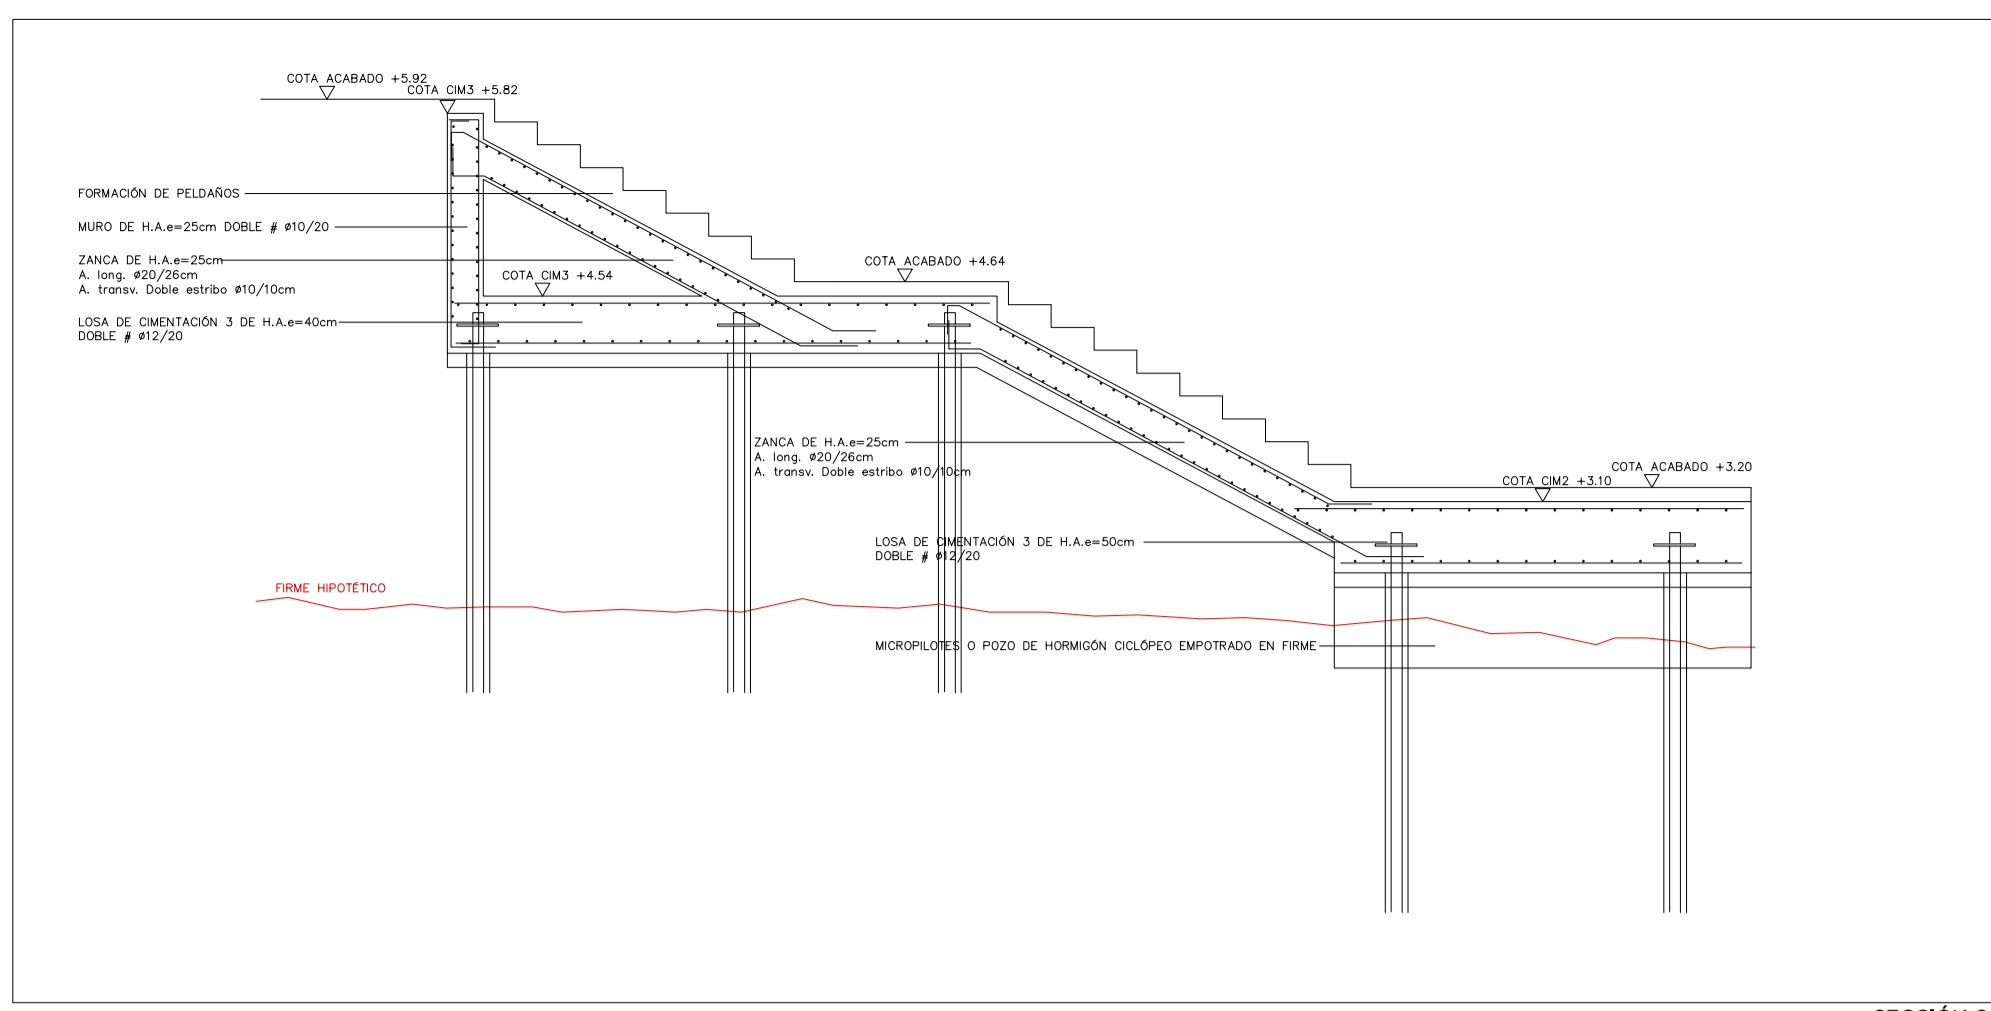 COTA ACABADO +5.92
COTA CIM3 +5.82
FORMACIÓN DE PELDAÑOS
MURO DE H.A.e=25cm DOBLE # ø10/20
ZANCA DE H.A.e=25cm
A. long. ø20/26cm
A. transv. Doble estribo ø10/10cm
COTA CIM3 +4.54
COTA ACABADO +4.64
LOSA DE CIMENTACIÓN 3 DE H.A.e=40cm
DOBLE # ø12/20
ZANCA DE H.A.e=25cm
A. long. ø20/26cm
A. transv. Doble estribo ø10/10cm
COTA ACABADO +3.20
COTA CIM2 +3.10
LOSA DE CIMENTACIÓN 3 DE H.A.e=50cm
DOBLE # ø12/20
FIRME HIPOTÉTICO
MICROPILOTES O POZO DE HORMIGÓN CICLÓPEO EMPOTRADO EN FIRME